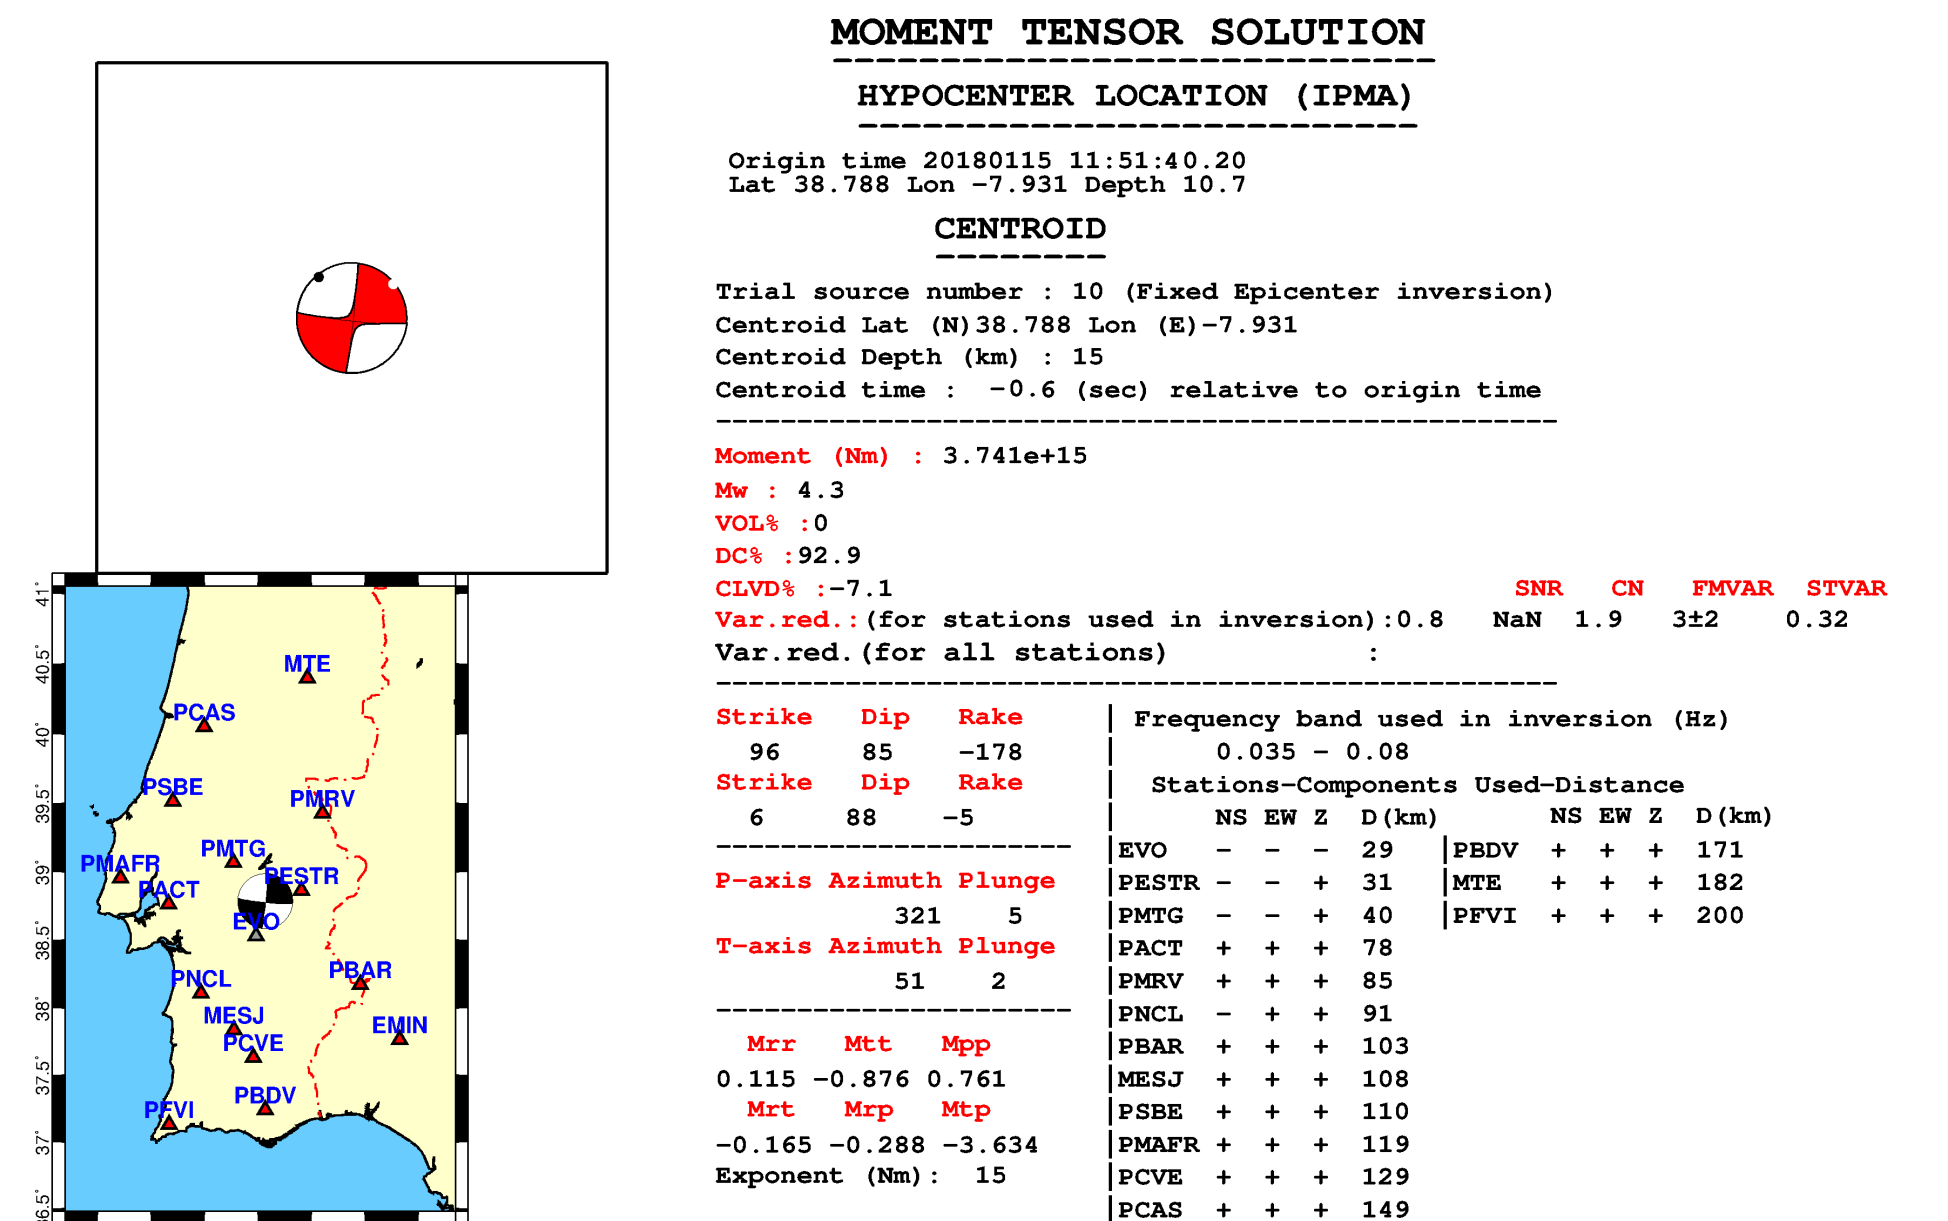 MOMENT TENSOR SOLUTION
HYPOCENTER LOCATION (IPMA)
Origin time 20180115 11:51:40.20
Lat 38.788 Lon -7.931 Depth 10.7
CENTROID
Trial source number : 10 (Fixed Epicenter inversion)
Centroid Lat (N)38.788 Lon (E)-7.931
Centroid Depth (km) : 15
Centroid time : -0.6 (sec) relative to origin time
Moment (Nm) : 3.741e+15
Mw : 4.3
VOL% :0
DC% :92.9
CLVD% :-7.1
SNR CN FMVAR STVAR
Var.red.:(for stations used in inversion):0.8 NaN 1.9 3±2 0.32
Var.red.(for all stations) :
Strike Dip Rake
96 85 -178
Strike Dip Rake
6 88 -5
P-axis Azimuth Plunge
321 5
T-axis Azimuth Plunge
51 2
Mrr Mtt Mpp
0.115 -0.876 0.761
Mrt Mrp Mtp
-0.165 -0.288 -3.634
Exponent (Nm): 15
Frequency band used in inversion (Hz)
0.035 - 0.08
Stations-Components Used-Distance
NS EW Z D(km) NS EW Z D(km)
EVO - - - 29 PBDV + + + 171
PESTR - - + 31 MTE + + + 182
PMTG - - + 40 PFVI + + + 200
PACT + + + 78
PMRV + + + 85
PNCL - + + 91
PBAR + + + 103
MESJ + + + 108
PSBE + + + 110
PMAFR + + + 119
PCVE + + + 129
PCAS + + + 149
41°
40.5°
40°
39.5°
39°
38.5°
38°
37.5°
37°
36.5°
MTE
PCAS
PSBE
PMRV
PMTG
PMAFR
PESTR
PACT
EVO
PBAR
PNCL
MESJ
EMIN
PCVE
PBDV
PFVI